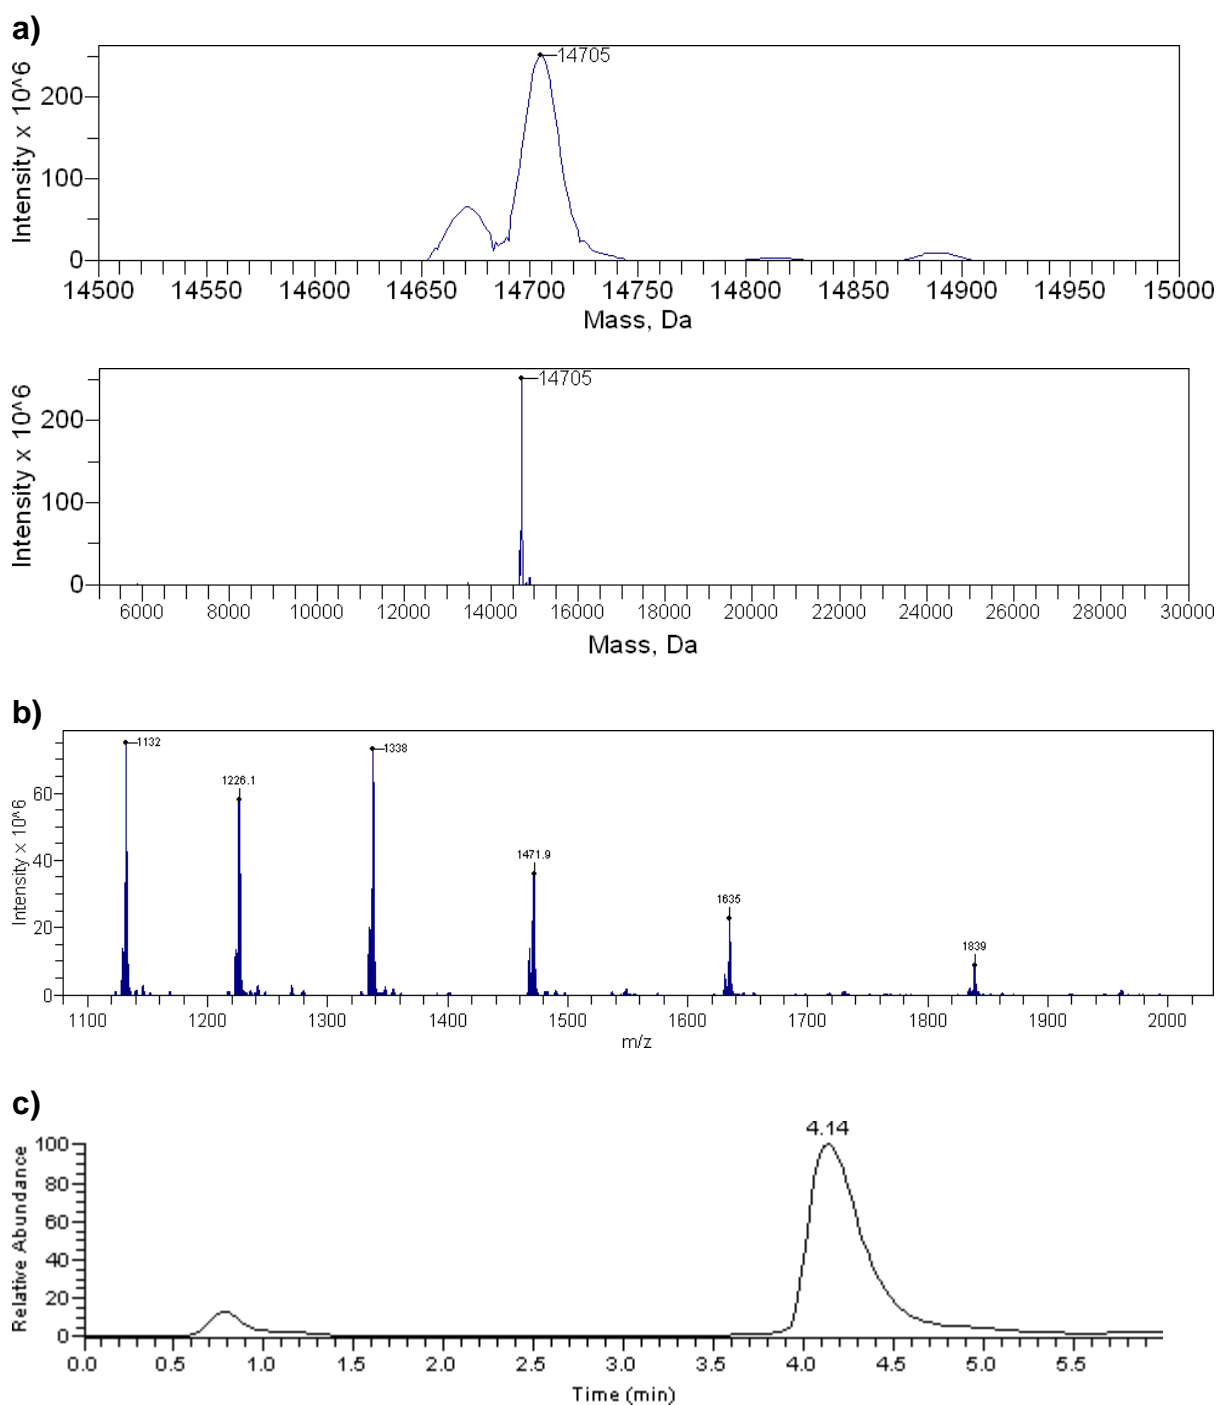 a)
Intensity x 10^6
200
100
0
14705
14500 14550 14600 14650 14700 14750 14800 14850 14900 14950 15000
Mass, Da
Intensity x 10^6
200
100
0
14705
6000 8000 10000 12000 14000 16000 18000 20000 22000 24000 26000 28000 30000
Mass, Da
b)
Intensity x 10^6
60
40
20
0
1132
1226.1
1338
1471.9
1635
1839
1100 1200 1300 1400 1500 1600 1700 1800 1900 2000
m/z
c)
Relative Abundance
100
80
60
40
20
0
4.14
0.0 0.5 1.0 1.5 2.0 2.5 3.0 3.5 4.0 4.5 5.0 5.5
Time (min)